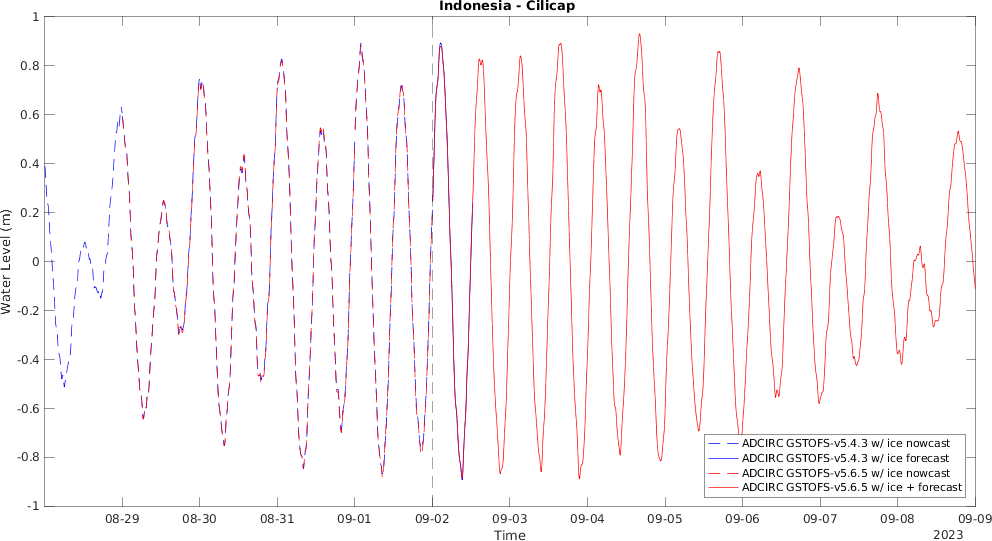 Indonesia - Cilicap
1
0.8
0.6
0.4
0.2
0
-0.2
-0.4
-0.6
-0.8
-1
Water Level (m)
ADCIRC GSTOFS-v5.4.3 w/ ice nowcast
ADCIRC GSTOFS-v5.4.3 w/ ice forecast
ADCIRC GSTOFS-v5.6.5 w/ ice nowcast
ADCIRC GSTOFS-v5.6.5 w/ ice + forecast
08-29 08-30 08-31 09-01 09-02 09-03 09-04 09-05 09-06 09-07 09-08 09-09
Time
2023